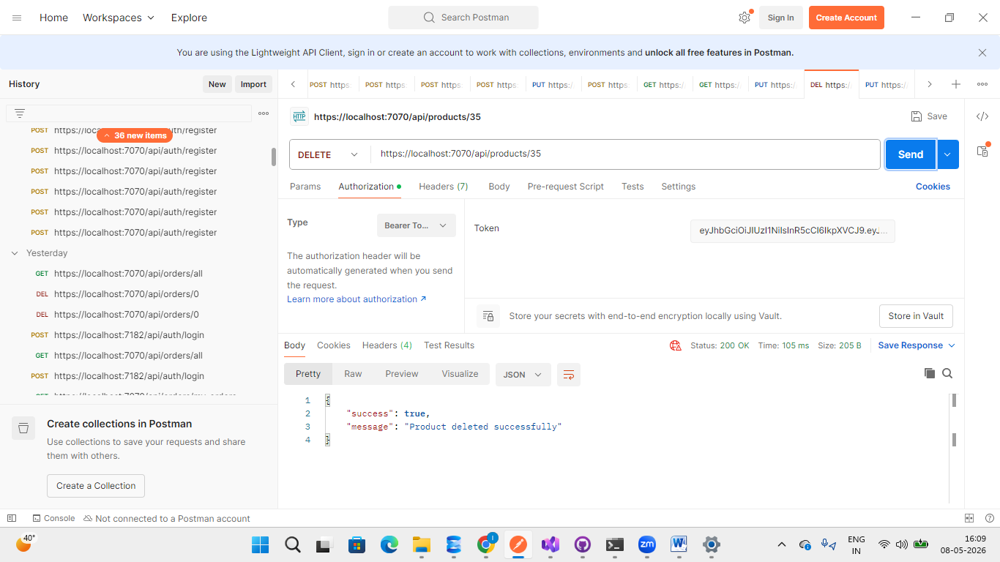 Home Workspaces Explore Search Postman Sign In Create Account
You are using the Lightweight API Client, sign in or create an account to work with collections, environments and unlock all free features in Postman.
History New Import
POST https: POST https: POST https: POST https: PUT https:/ POST https: GET https:/ GET https:/ PUT https:/ DEL https:/ PUT https:/
HTTP https://localhost:7070/api/products/35 Save
POST https://loca uth/register
36 new items
POST https://localhost:7070/api/auth/register
POST https://localhost:7070/api/auth/register
POST https://localhost:7070/api/auth/register
POST https://localhost:7070/api/auth/register
POST https://localhost:7070/api/auth/register
Yesterday
GET https://localhost:7070/api/orders/all
DEL https://localhost:7070/api/orders/0
DEL https://localhost:7070/api/orders/0
POST https://localhost:7182/api/auth/login
GET https://localhost:7070/api/orders/all
POST https://localhost:7182/api/auth/login
Create collections in Postman
Use collections to save your requests and share
them with others.
Create a Collection
DELETE https://localhost:7070/api/products/35 Send
Params Authorization Headers (7) Body Pre-request Script Tests Settings Cookies
Type Bearer To...
The authorization header will be
automatically generated when you send
the request.
Learn more about authorization ↗
Token
Store your secrets with end-to-end encryption locally using Vault. Store in Vault
Body Cookies Headers (4) Test Results Status: 200 OK Time: 105 ms Size: 205 B Save Response
Pretty Raw Preview Visualize JSON
1 {
2 "success": true,
3 "message": "Product deleted successfully"
4 }
Console Not connected to a Postman account
40°
1
zm
W
ENG
IN
16:09
08-05-2026